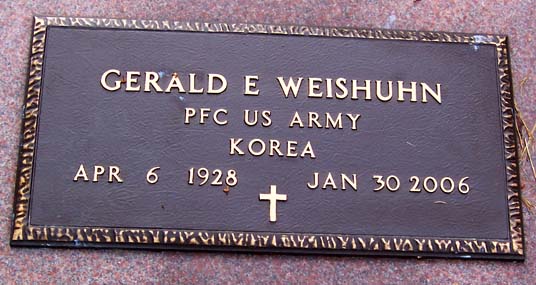 GERALD E WEISHUHN
PFC US ARMY
KOREA
APR 6 1928 JAN 30 2006